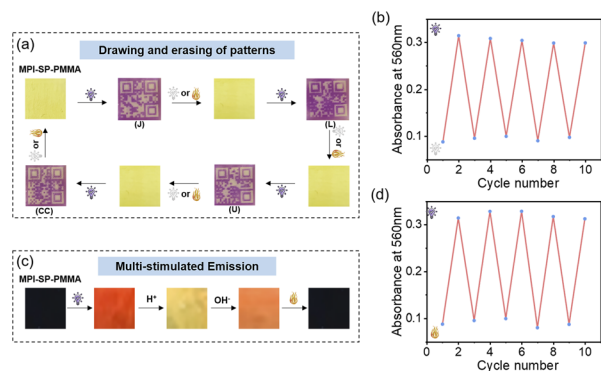 (a)
Drawing and erasing of patterns
MPI-SP-PMMA
or
(J)
(L)
or
or
or
(CC)
(U)
(b)
Absorbance at 560nm
0.3
0.2
0.1
0 2 4 6 8 10
Cycle number
(c)
Multi-stimulated Emission
MPI-SP-PMMA
H⁺
OH⁻
(d)
Absorbance at 560nm
0.3
0.2
0.1
0 2 4 6 8 10
Cycle number